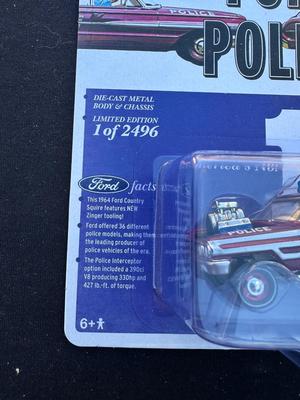 POLICE
POLI
DIE-CAST METAL
BODY & CHASSIS
LIMITED EDITION
1 of 2496
Ford facts
This 1964 Ford Country
Squire features NEW
Zinger tooling!
Ford offered 36 different
police models, making them
the leading producer of
police vehicles of the era.
The Police Interceptor
option included a 390ci
V8 producing 330hp and
427 lb.-ft. of torque.
POLICE
6+